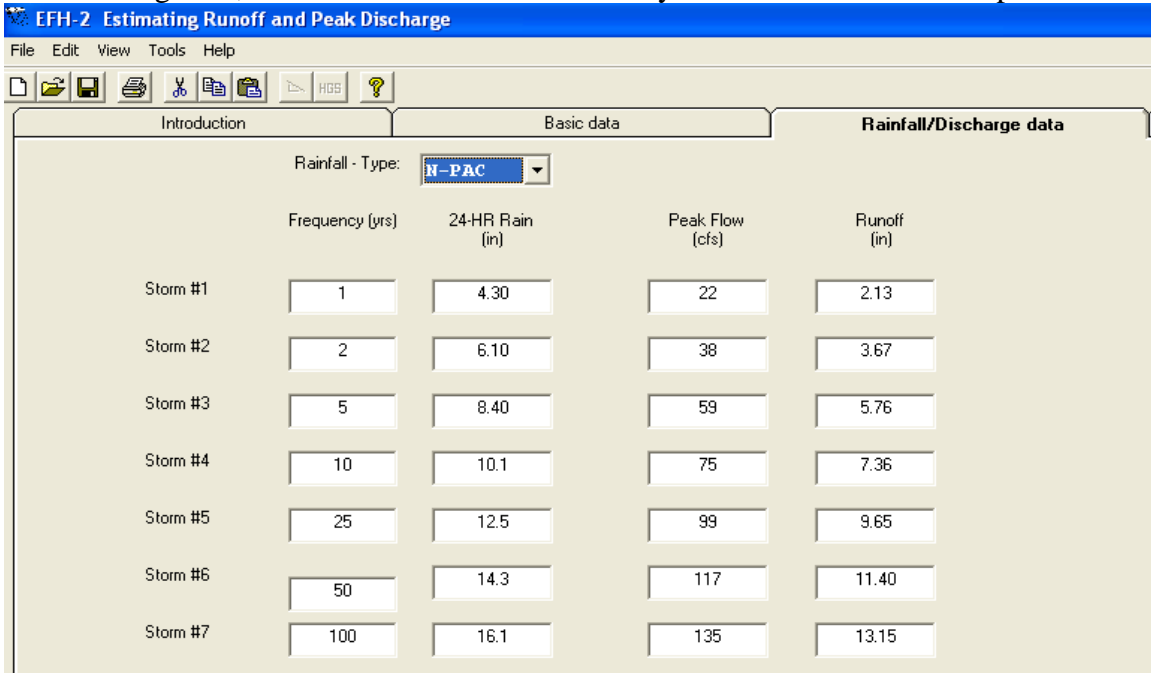 EFH-2 Estimating Runoff and Peak Discharge
File Edit View Tools Help
HGS ?
Introduction Basic data Rainfall/Discharge data
Rainfall - Type: N-PAC
Frequency (yrs) 24-HR Rain (in) Peak Flow (cfs) Runoff (in)
Storm #1 1 4.30 22 2.13
Storm #2 2 6.10 38 3.67
Storm #3 5 8.40 59 5.76
Storm #4 10 10.1 75 7.36
Storm #5 25 12.5 99 9.65
Storm #6 50 14.3 117 11.40
Storm #7 100 16.1 135 13.15